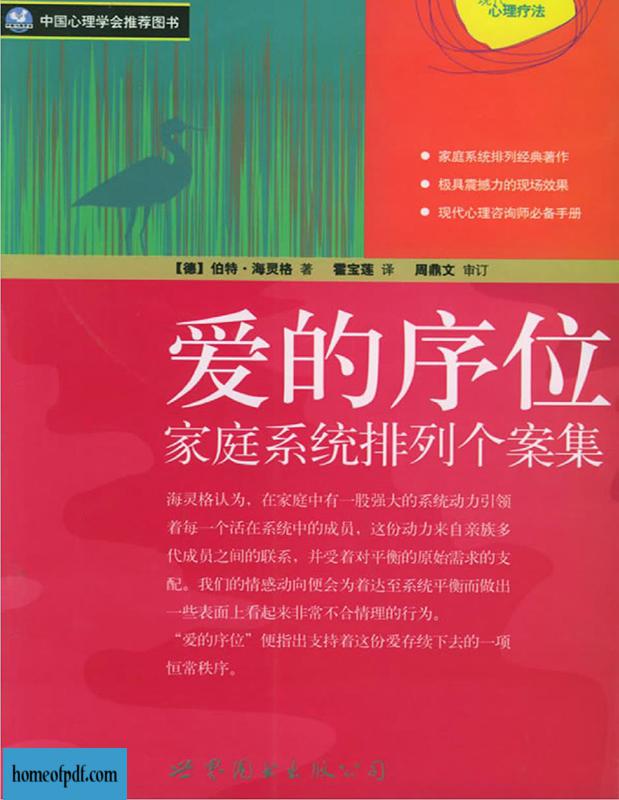 中国心理学会推荐图书
现代
心理疗法
● 家庭系统排列经典著作
● 极具震撼力的现场效果
● 现代心理咨询师必备手册
【德】伯特·海灵格 著 霍宝莲 译 周鼎文 审订
爱的序位
家庭系统排列个案集
海灵格认为，在家庭中有一股强大的系统动力引领
着每一个活在系统中的成员，这份动力来自亲族多
代成员之间的联系，并受着对平衡的原始需求的支
配。我们的情感动向便会为着达至系统平衡而做出
一些表面上看起来非常不合情理的行为。
“爱的序位”便指出支持着这份爱存续下去的一项
恒常秩序。
世界图书出版公司
homeofpdf.com